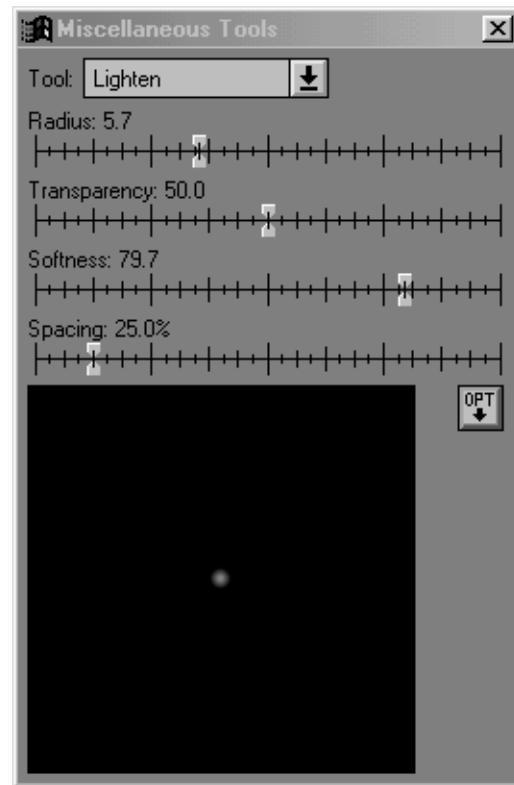 Miscellaneous Tools
Tool: Lighten
Radius: 5.7
Transparency: 50.0
Softness: 79.7
Spacing: 25.0%
OPT